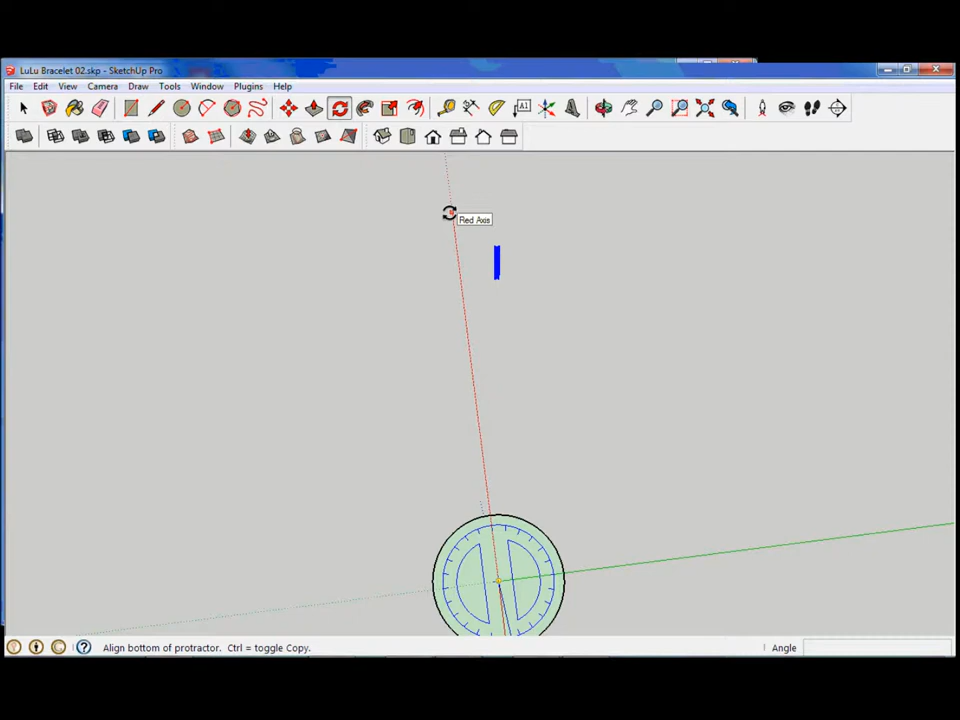 LuLu Bracelet 02.skp - SketchUp Pro
File Edit View Camera Draw Tools Window Plugins Help
A1
Red Axis
? Align bottom of protractor. Ctrl = toggle Copy. Angle